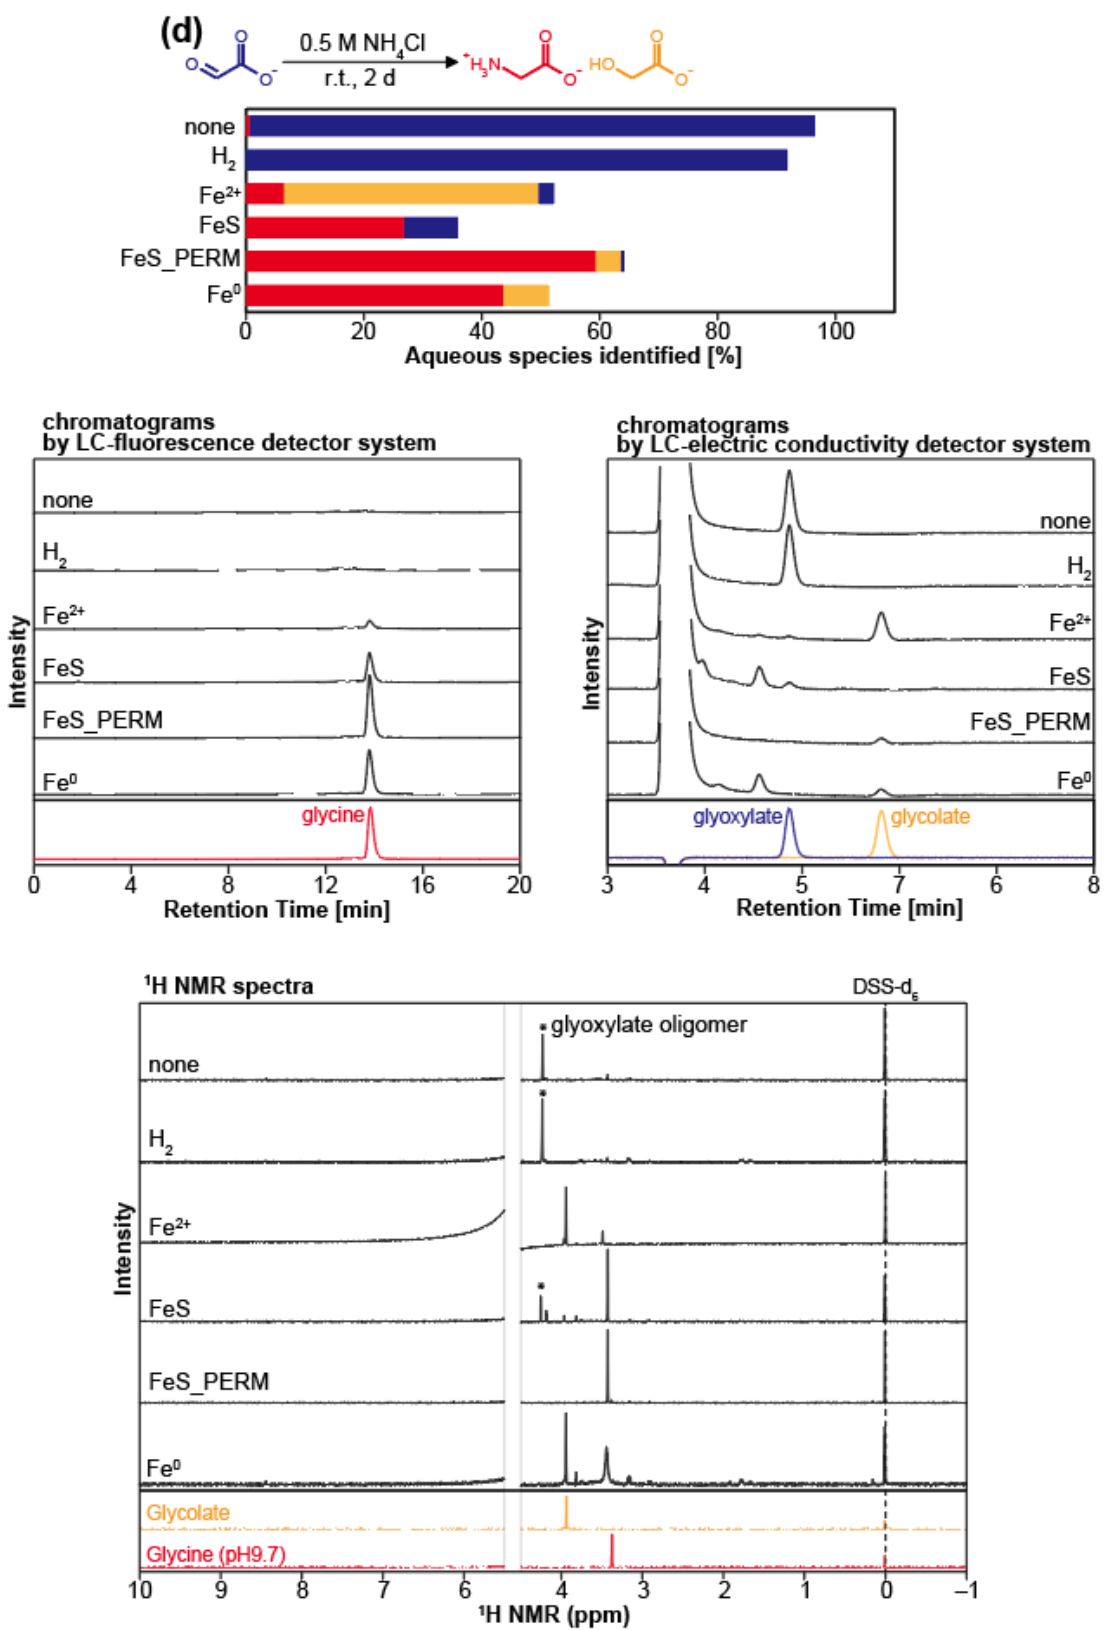 (d)
0.5 M NH4Cl
r.t., 2 d
O
O
O-
+H3N
O
O-
HO
O
O-
none
H2
Fe2+
FeS
FeS_PERM
Fe0
0 20 40 60 80 100
Aqueous species identified [%]
chromatograms
by LC-fluorescence detector system
none
H2
Fe2+
FeS
FeS_PERM
Fe0
glycine
Intensity
0 4 8 12 16 20
Retention Time [min]
chromatograms
by LC-electric conductivity detector system
none
H2
Fe2+
FeS
FeS_PERM
Fe0
glyoxylate glycolate
Intensity
3 4 5 7 6 8
Retention Time [min]
1H NMR spectra
DSS-d6
* glyoxylate oligomer
none
*
H2
Fe2+
*
FeS
FeS_PERM
Fe0
Glycolate
Glycine (pH9.7)
Intensity
10 9 8 7 6 4 3 2 1 0 –1
1H NMR (ppm)